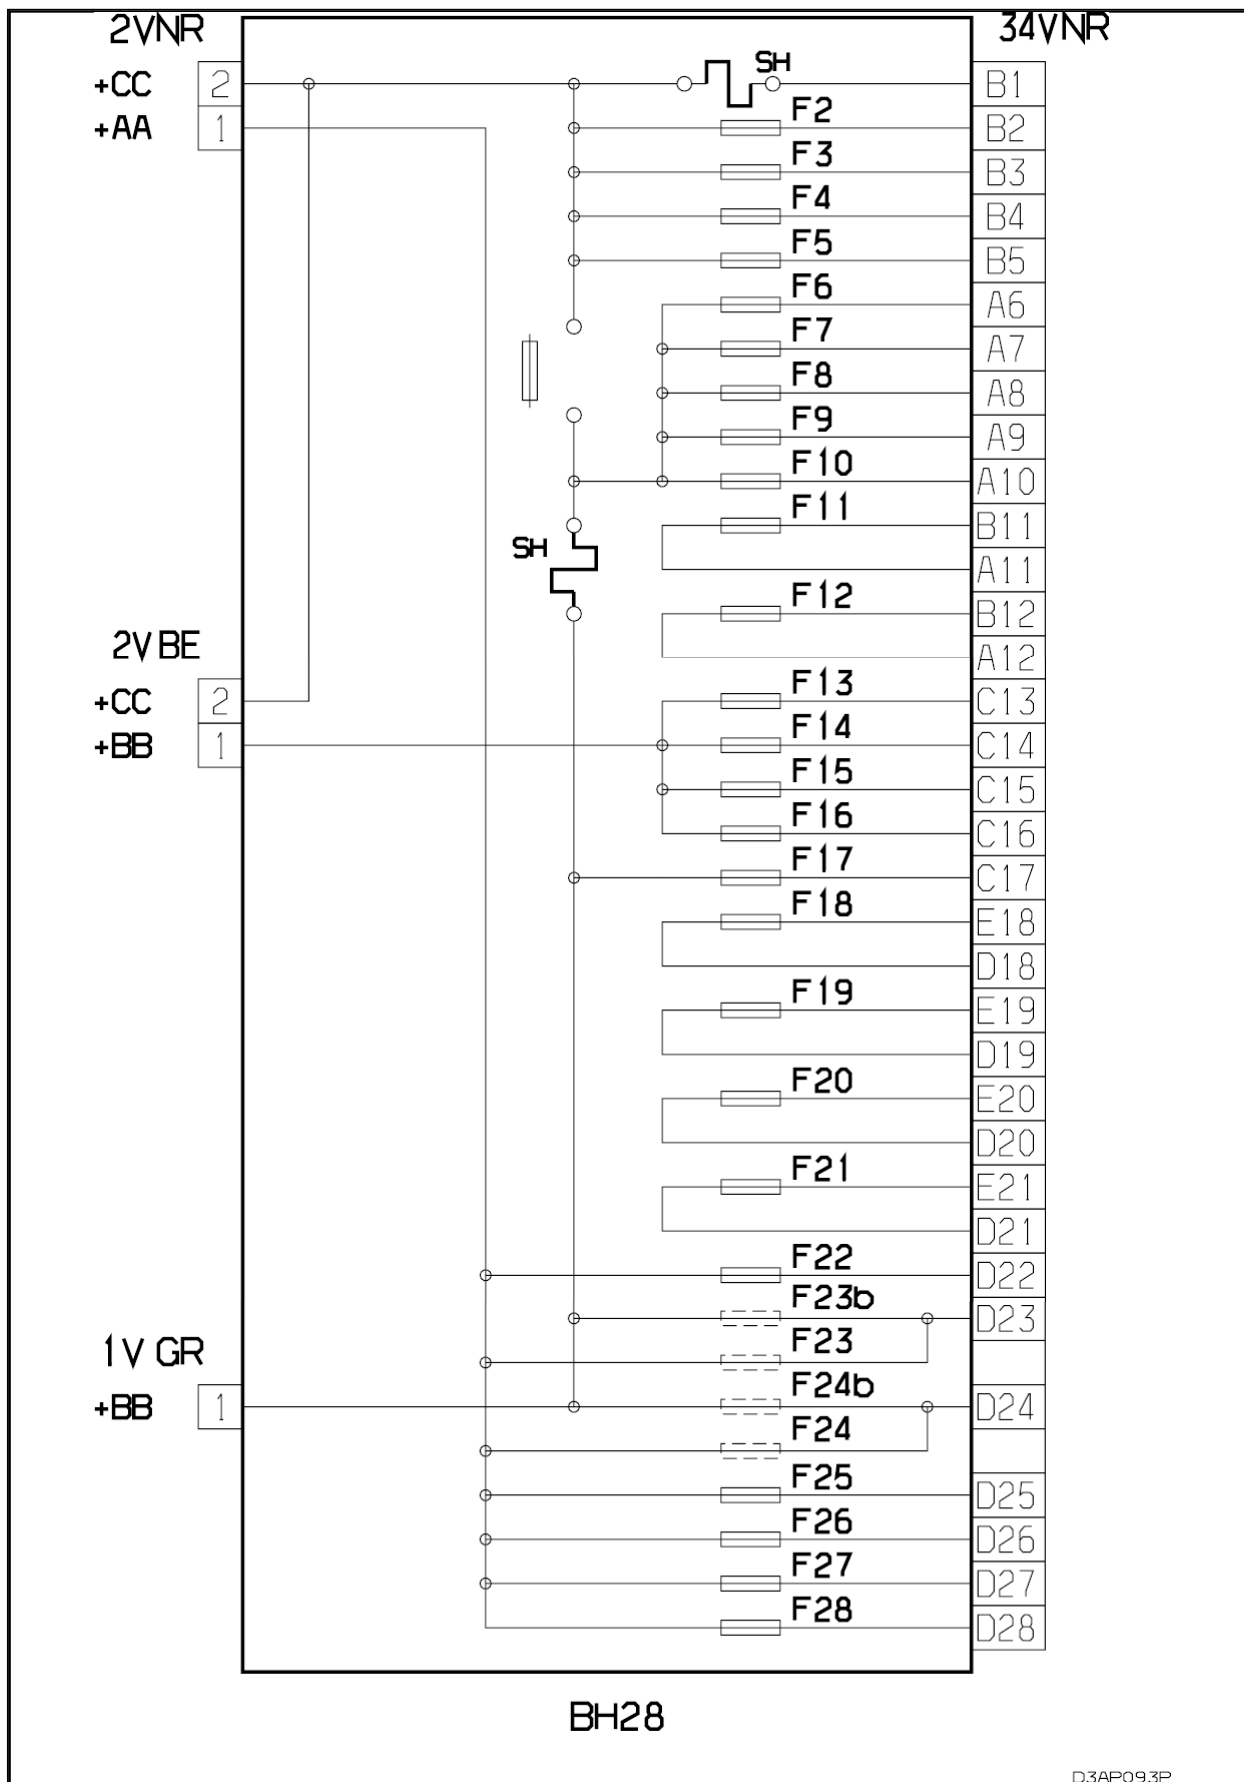 2VNR
34VNR
+CC 2
SH
B1
+AA 1
F2
B2
F3
B3
F4
B4
F5
B5
F6
A6
F7
A7
F8
A8
F9
A9
F10
A10
F11
B11
SH
A11
F12
B12
2V BE
A12
+CC 2
F13
C13
+BB 1
F14
C14
F15
C15
F16
C16
F17
C17
F18
E18
D18
F19
E19
D19
F20
E20
D20
F21
E21
D21
F22
D22
F23b
D23
1V GR
F23
+BB 1
F24b
D24
F24
F25
D25
F26
D26
F27
D27
F28
D28
BH28
D3AP093P